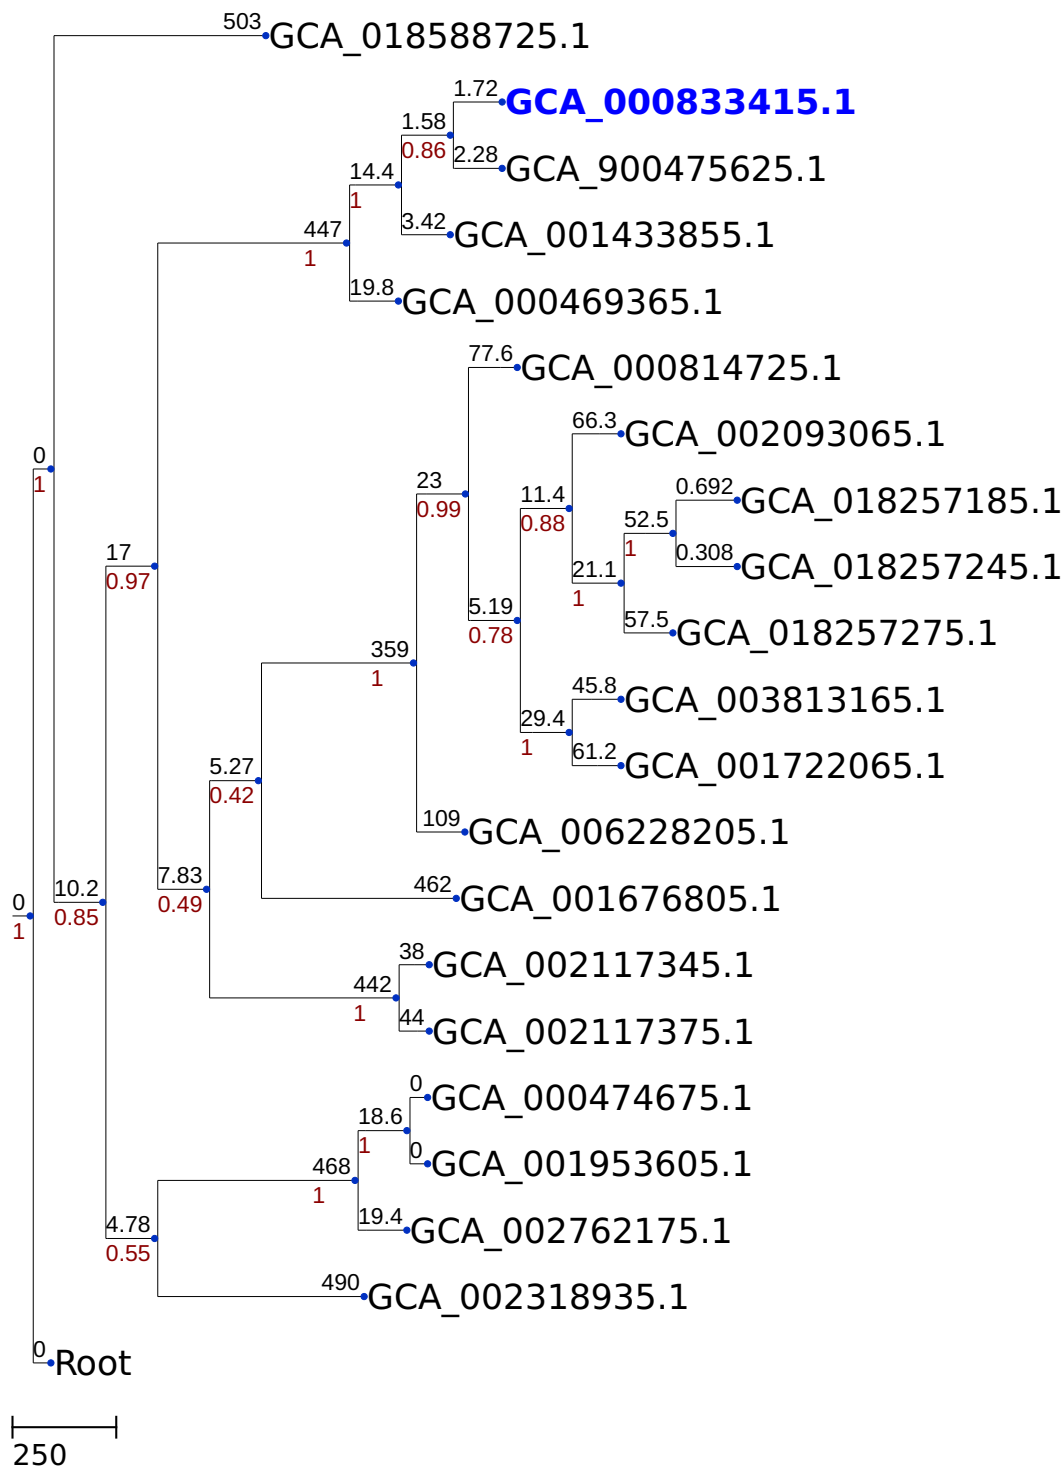 503
GCA_018588725.1
1.72
GCA_000833415.1
1.58
0.86
2.28
GCA_900475625.1
14.4
1
3.42
GCA_001433855.1
447
1
19.8
GCA_000469365.1
77.6
GCA_000814725.1
66.3
GCA_002093065.1
0
1
23
0.99
11.4
0.88
0.692
GCA_018257185.1
52.5
1
0.308
GCA_018257245.1
17
0.97
21.1
1
5.19
0.78
57.5
GCA_018257275.1
359
1
45.8
GCA_003813165.1
29.4
1
61.2
GCA_001722065.1
5.27
0.42
109
GCA_006228205.1
7.83
0.49
462
GCA_001676805.1
10.2
0.85
0
1
38
GCA_002117345.1
442
1
44
GCA_002117375.1
0
GCA_000474675.1
18.6
1
0
GCA_001953605.1
468
1
19.4
GCA_002762175.1
4.78
0.55
490
GCA_002318935.1
0
Root
250